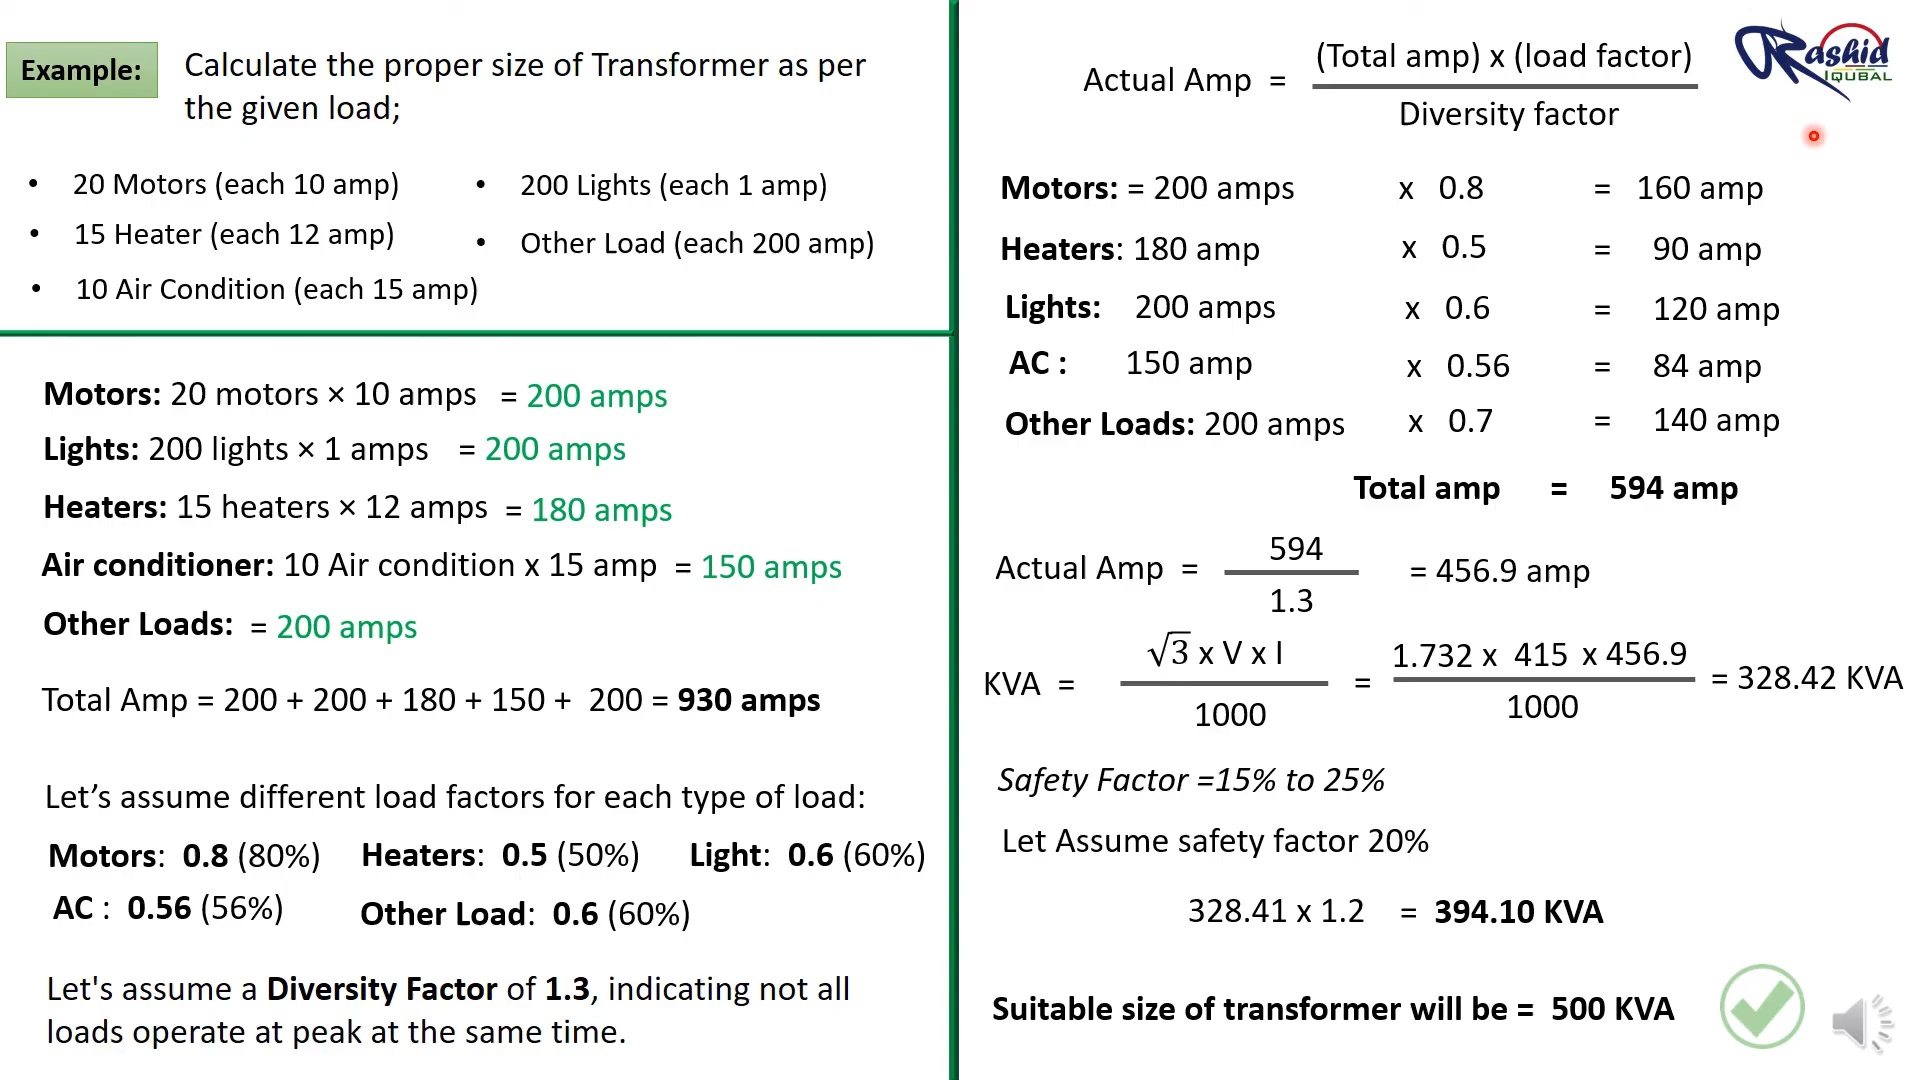 Example:
Calculate the proper size of Transformer as per
the given load;
• 20 Motors (each 10 amp)
• 15 Heater (each 12 amp)
• 10 Air Condition (each 15 amp)
• 200 Lights (each 1 amp)
• Other Load (each 200 amp)
Motors: 20 motors × 10 amps = 200 amps
Lights: 200 lights × 1 amps = 200 amps
Heaters: 15 heaters × 12 amps = 180 amps
Air conditioner: 10 Air condition x 15 amp = 150 amps
Other Loads: = 200 amps
Total Amp = 200 + 200 + 180 + 150 + 200 = 930 amps
Let’s assume different load factors for each type of load:
Motors: 0.8 (80%) Heaters: 0.5 (50%) Light: 0.6 (60%)
AC : 0.56 (56%) Other Load: 0.6 (60%)
Let's assume a Diversity Factor of 1.3, indicating not all
loads operate at peak at the same time.
Rashid
IQUBAL
(Total amp) x (load factor)
Actual Amp =
Diversity factor
Motors: = 200 amps x 0.8 = 160 amp
Heaters: 180 amp x 0.5 = 90 amp
Lights: 200 amps x 0.6 = 120 amp
AC : 150 amp x 0.56 = 84 amp
Other Loads: 200 amps x 0.7 = 140 amp
Total amp = 594 amp
594
Actual Amp = = 456.9 amp
1.3
√3 x V x I 1.732 x 415 x 456.9
KVA = = = 328.42 KVA
1000 1000
Safety Factor =15% to 25%
Let Assume safety factor 20%
328.41 x 1.2 = 394.10 KVA
Suitable size of transformer will be = 500 KVA